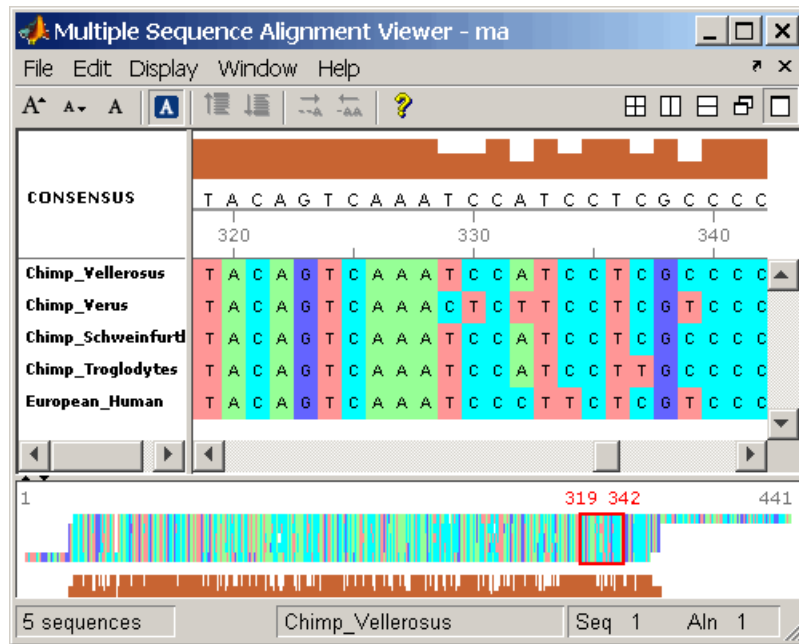 Multiple Sequence Alignment Viewer - ma
File Edit Display Window Help
A A A A
CONSENSUS T A C A G T C A A A T C C A T C C T C G C C C C
320 330 340
Chimp_Vellerosus T A C A G T C A A A T C C A T C C T C G C C C C
Chimp_Verus T A C A G T C A A A C T C T T C C T C G T C C C
Chimp_Schweinfurtl T A C A G T C A A A T C C A T C C T C G C C C C
Chimp_Troglodytes T A C A G T C A A A T C C A T C C T T G C C C C
European_Human T A C A G T C A A A T C C C T T C T C G T C C C
1 319 342 441
5 sequences Chimp_Vellerosus Seq 1 Aln 1